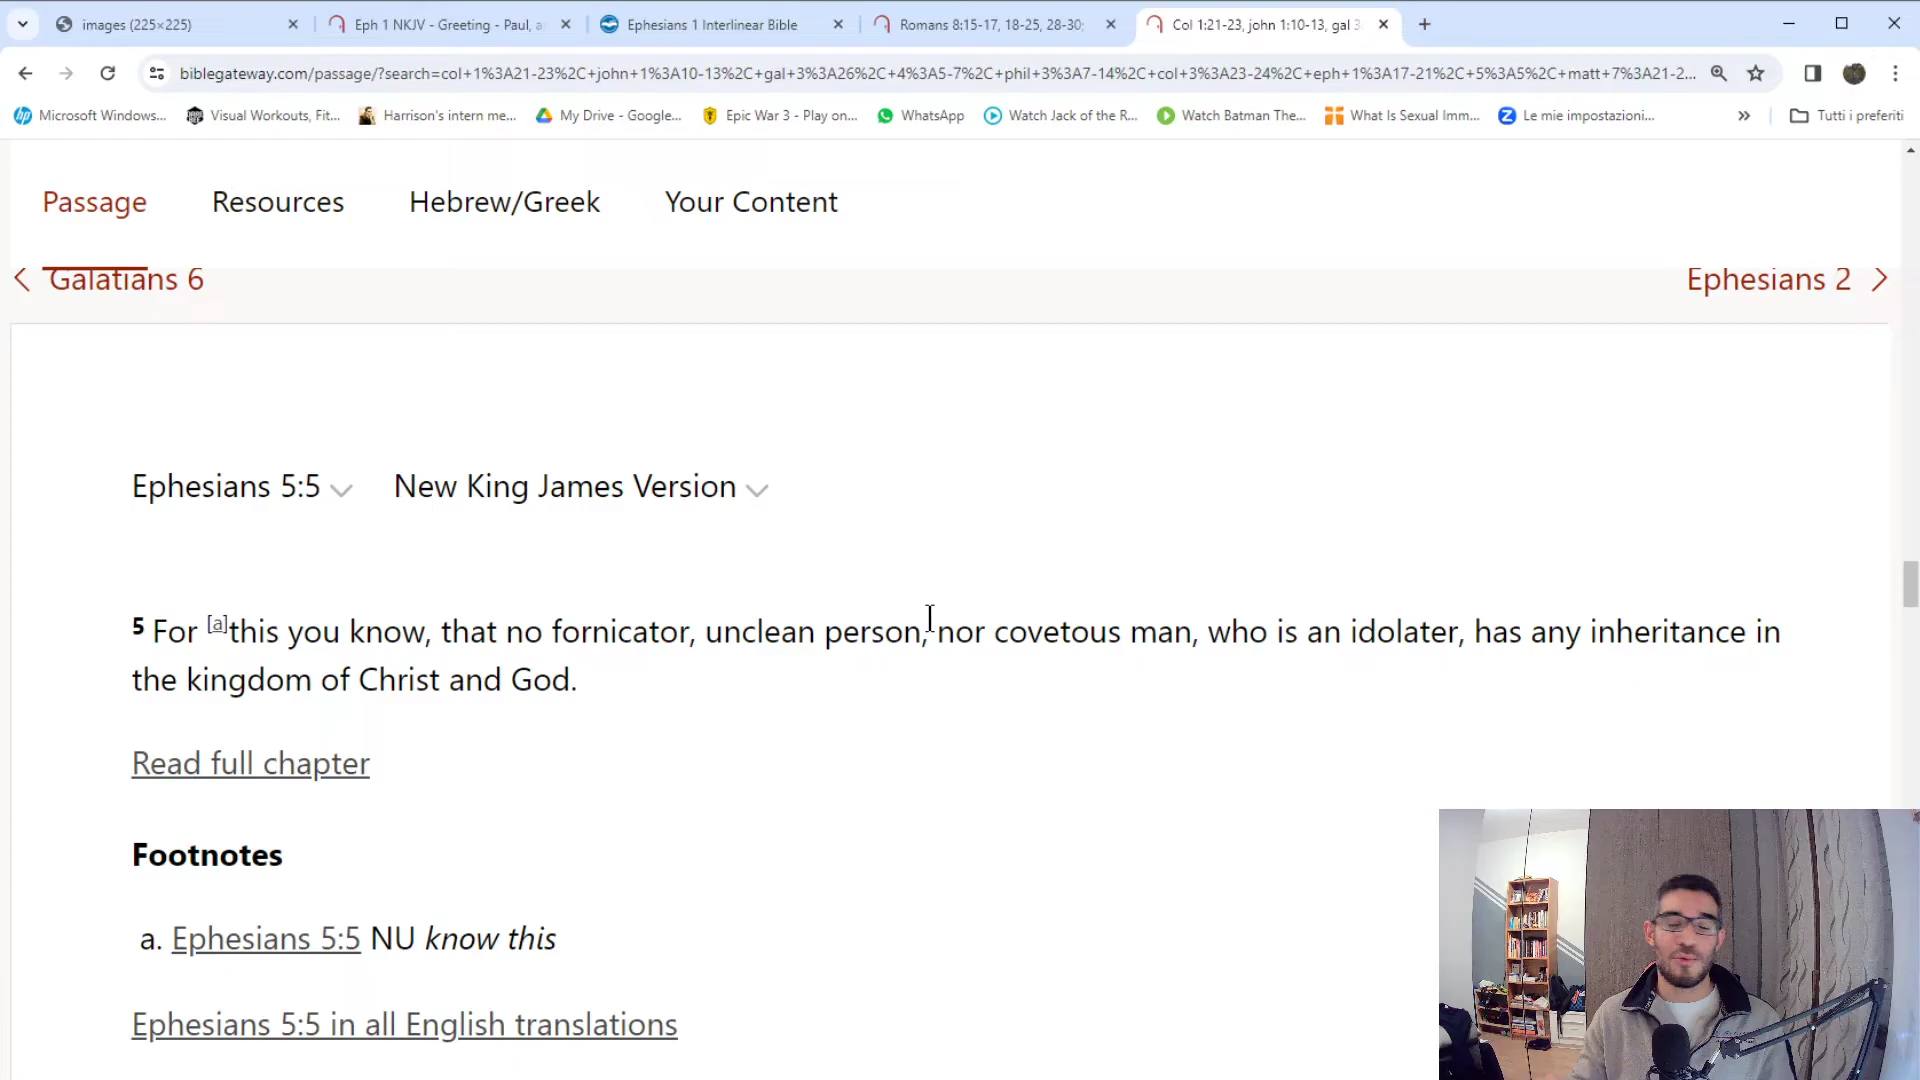 images (225×225)
Eph 1 NKJV - Greeting - Paul, a
Ephesians 1 Interlinear Bible
Romans 8:15-17, 18-25, 28-30;
Col 1:21-23, john 1:10-13, gal 3
biblegateway.com/passage/?search=col+1%3A21-23%2C+john+1%3A10-13%2C+gal+3%3A26%2C+4%3A5-7%2C+phil+3%3A7-14%2C+col+3%3A23-24%2C+eph+1%3A17-21%2C+5%3A5%2C+matt+7%3A21-2...
Microsoft Windows...
Visual Workouts, Fit...
Harrison's intern me...
My Drive - Google...
Epic War 3 - Play on...
WhatsApp
Watch Jack of the R...
Watch Batman The...
What Is Sexual Imm...
Le mie impostazioni...
Tutti i preferiti
Passage Resources Hebrew/Greek Your Content
Galatians 6
Ephesians 2
Ephesians 5:5 New King James Version
5 For [a]this you know, that no fornicator, unclean person, nor covetous man, who is an idolater, has any inheritance in
the kingdom of Christ and God.
Read full chapter
Footnotes
a. Ephesians 5:5 NU know this
Ephesians 5:5 in all English translations